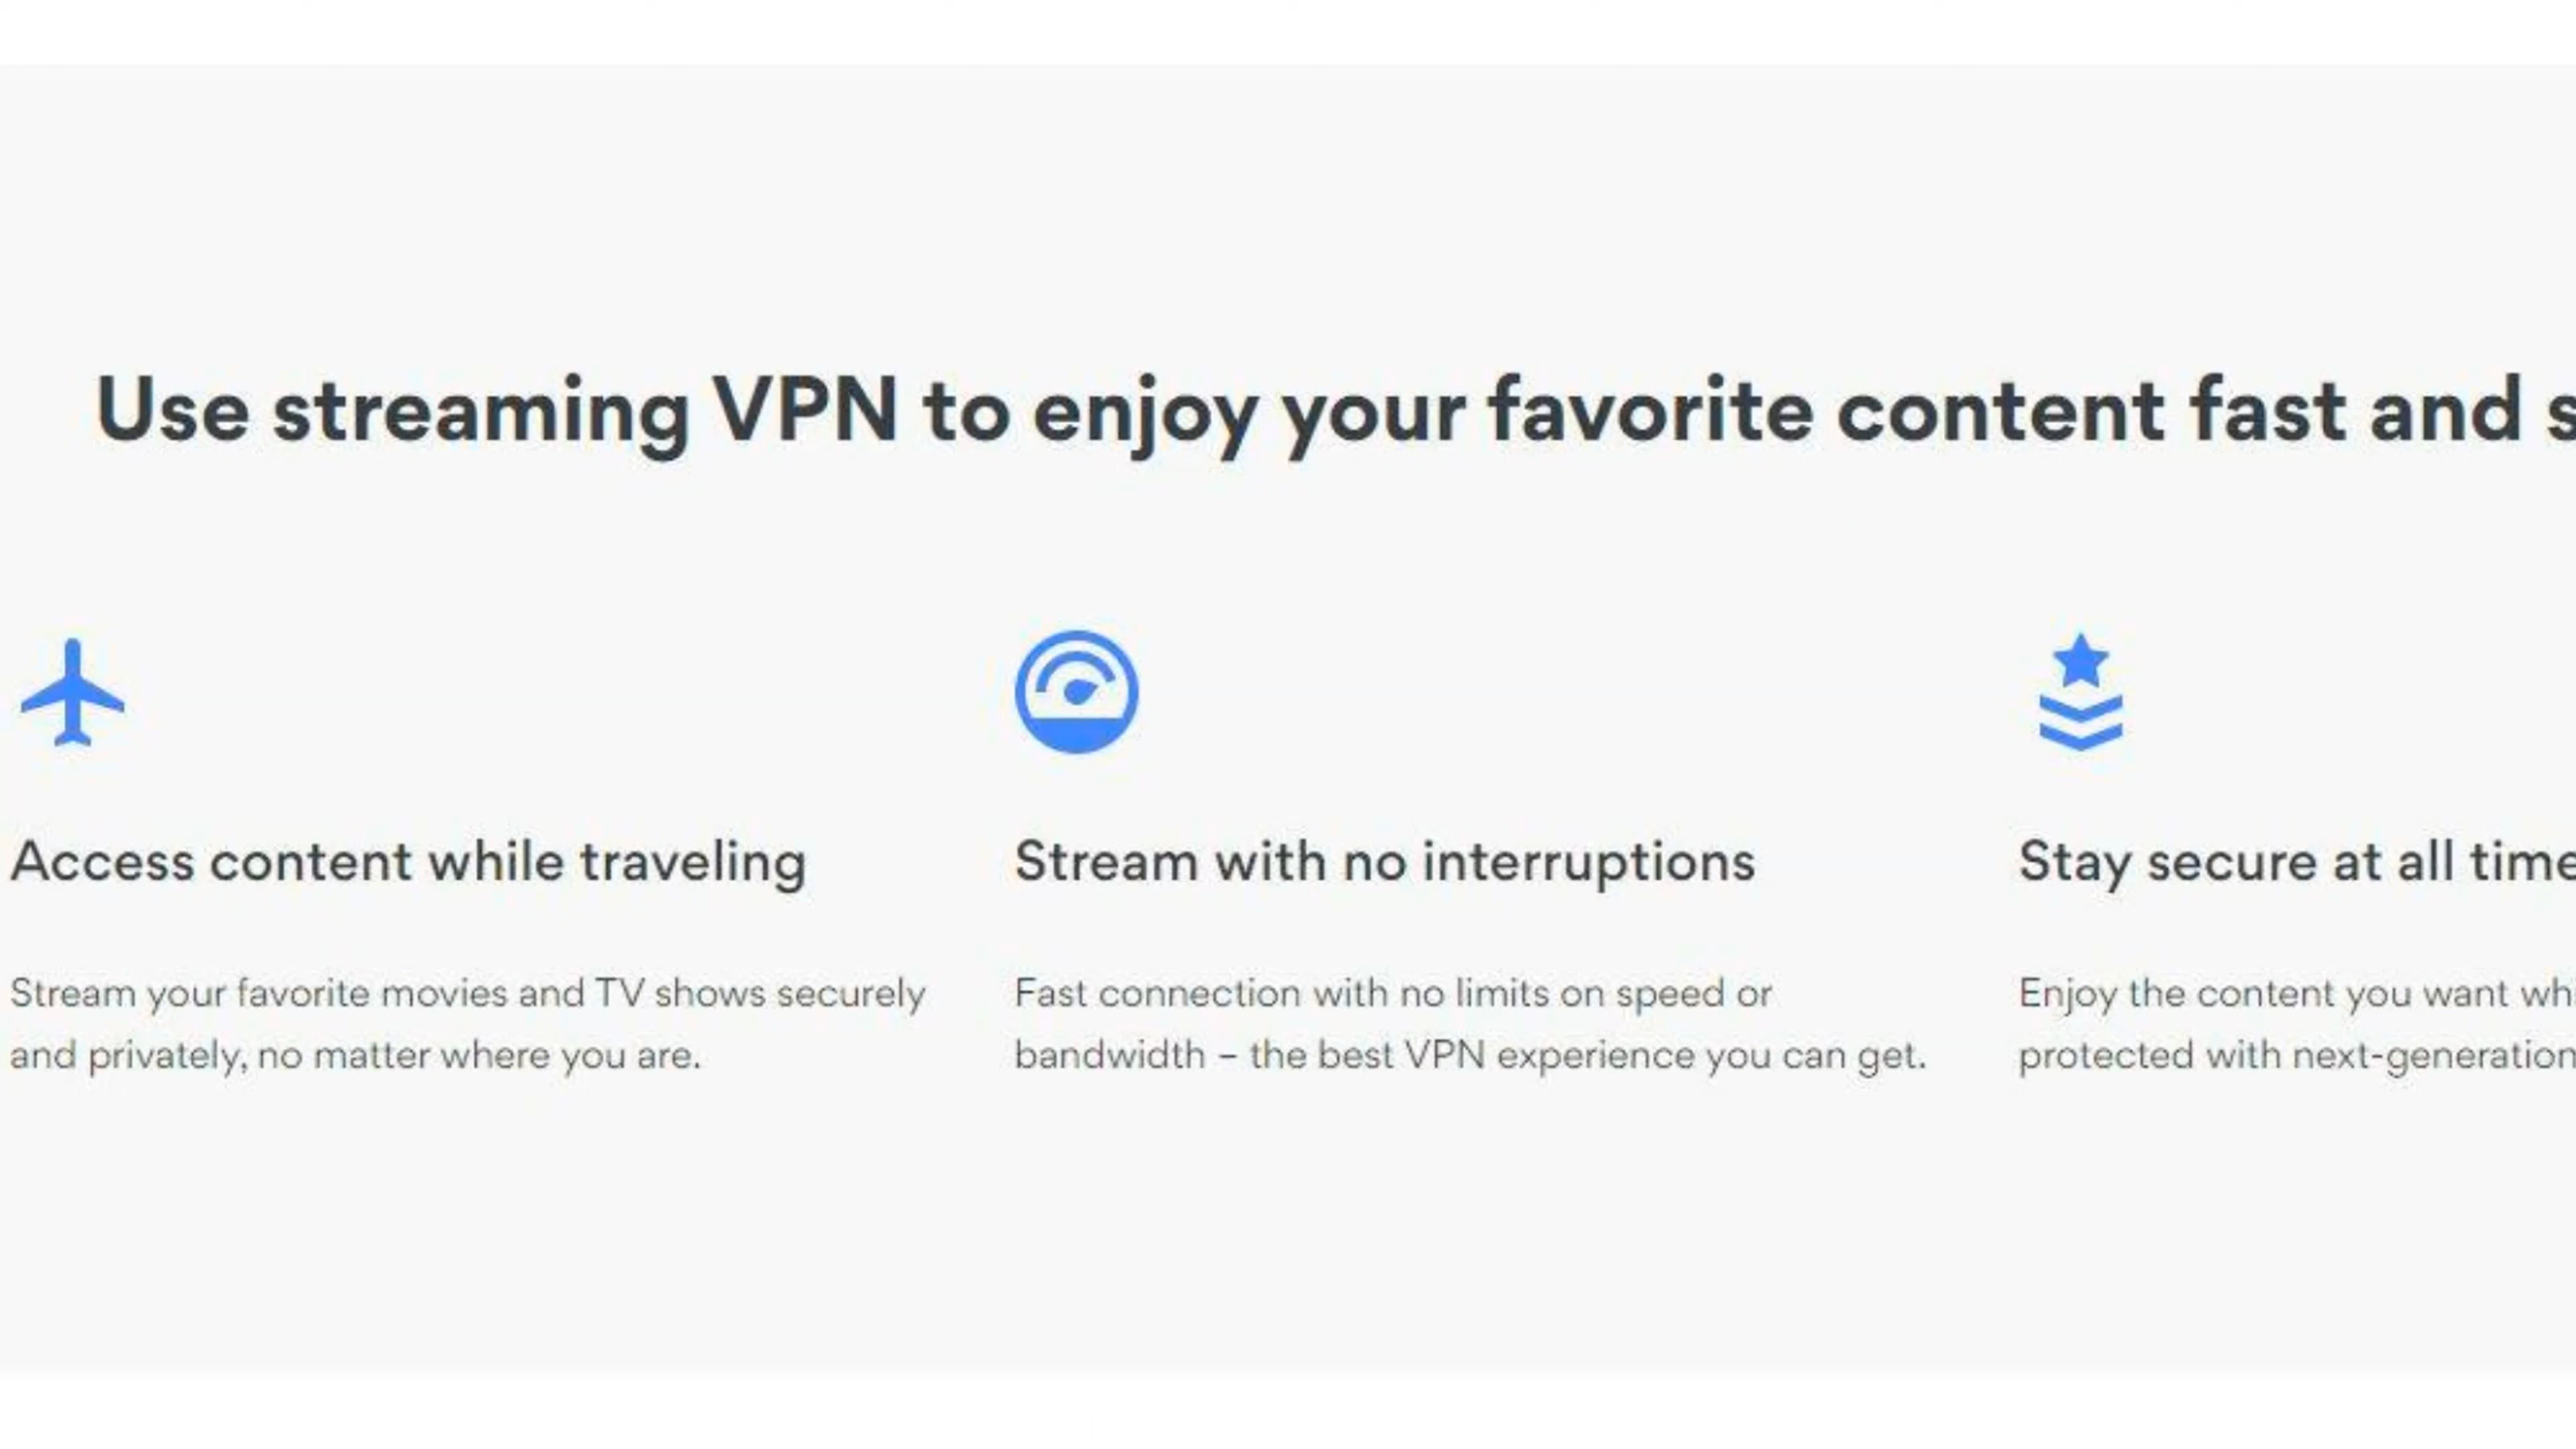 Use streaming VPN to enjoy your favorite content fast and
Access content while traveling
Stream your favorite movies and TV shows securely
and privately, no matter where you are.
Stream with no interruptions
Fast connection with no limits on speed or
bandwidth – the best VPN experience you can get.
Stay secure at all
Enjoy the content you want
protected with next-generation